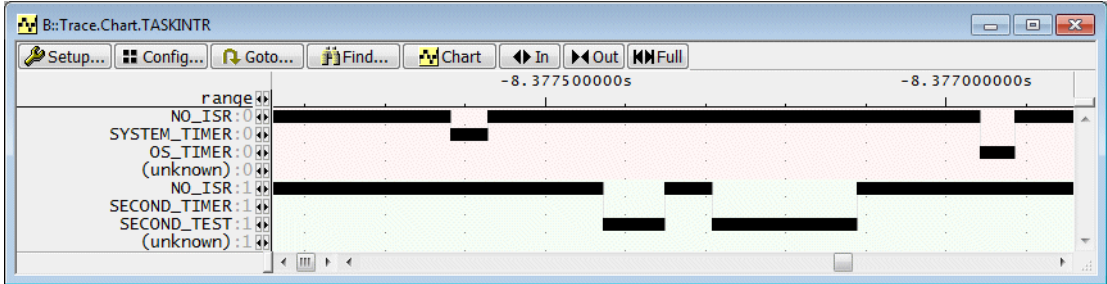 B::Trace.Chart.TASKINTR
Setup... Config... Goto... Find... Chart In Out Full
-8.377500000s -8.377000000s
range
NO_ISR:0
SYSTEM_TIMER:0
OS_TIMER:0
(unknown):0
NO_ISR:1
SECOND_TIMER:1
SECOND_TEST:1
(unknown):1